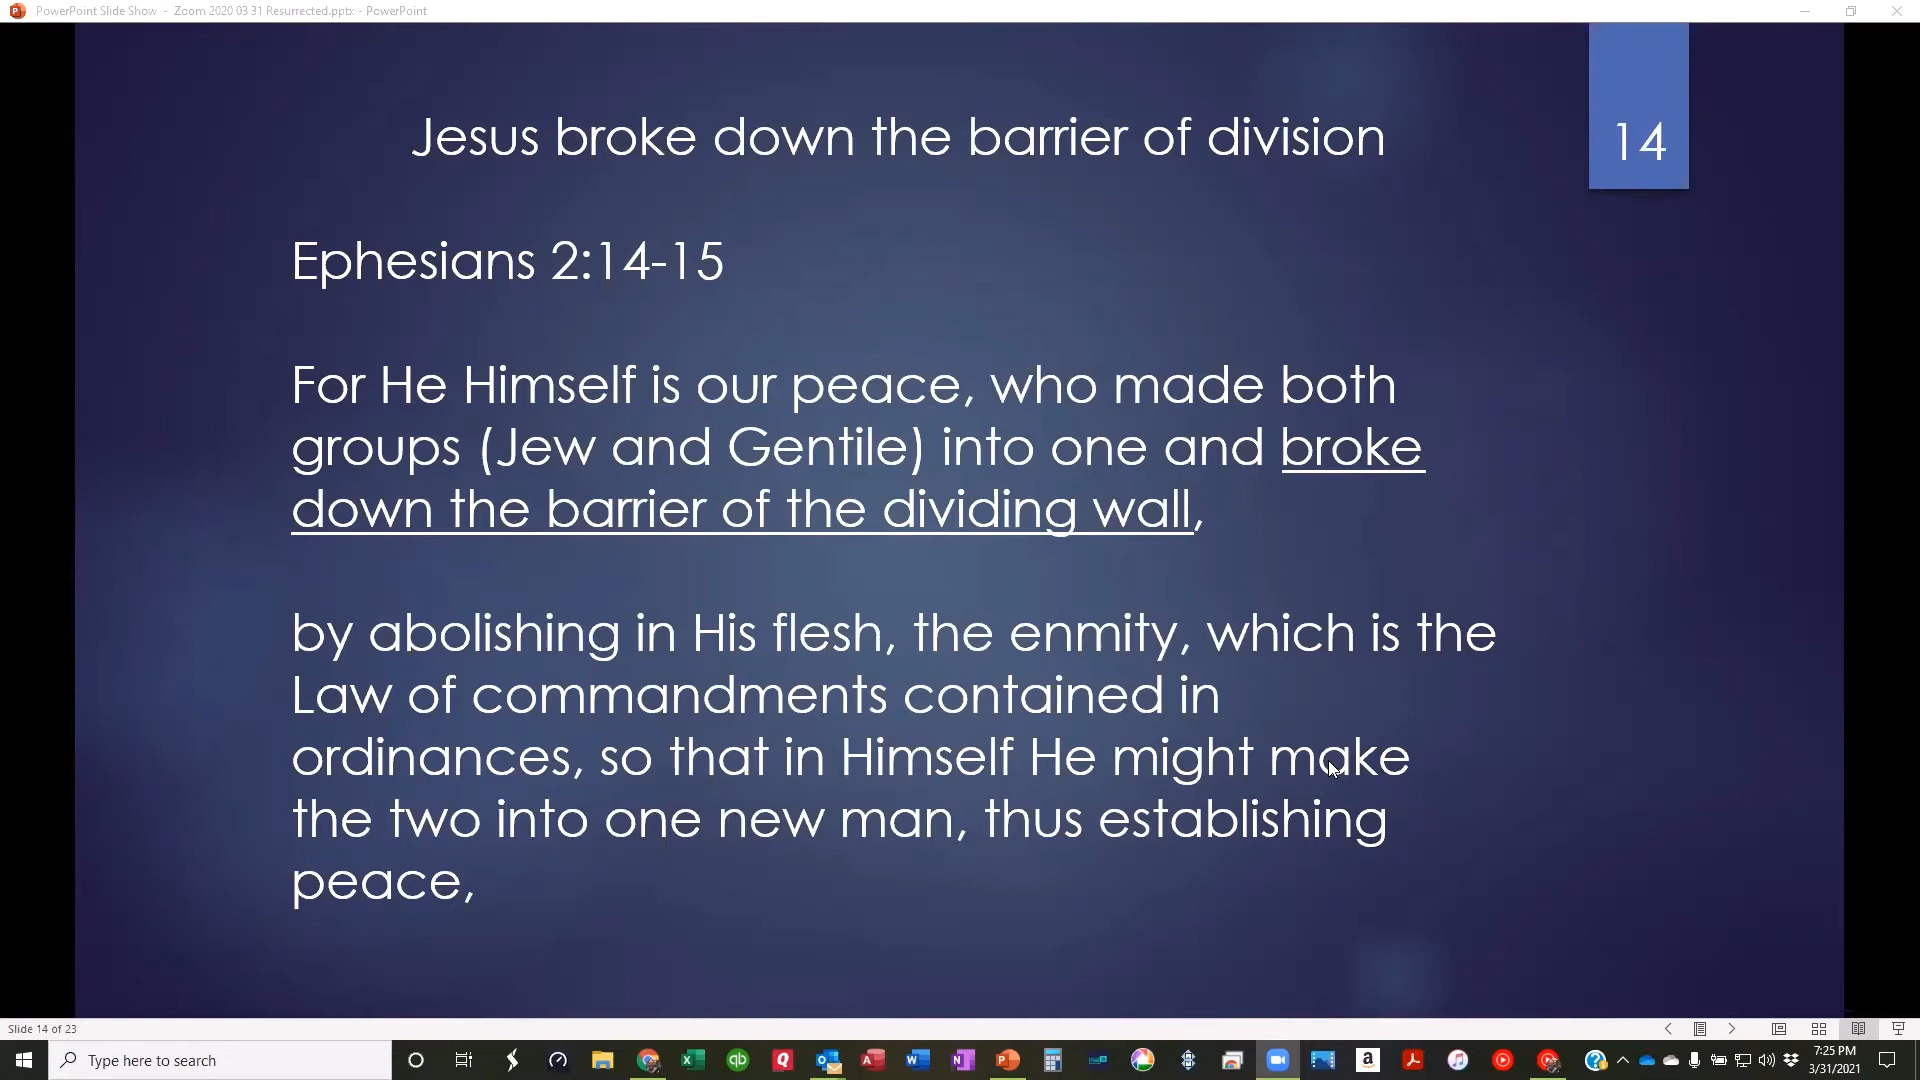 PowerPoint Slide Show - Zoom 2020 03 31 Resurrected.pptx - PowerPoint
Jesus broke down the barrier of division
14
Ephesians 2:14-15
For He Himself is our peace, who made both
groups (Jew and Gentile) into one and broke
down the barrier of the dividing wall,
by abolishing in His flesh, the enmity, which is the
Law of commandments contained in
ordinances, so that in Himself He might make
the two into one new man, thus establishing
peace,
Slide 14 of 23
Type here to search
7:25 PM
3/31/2021